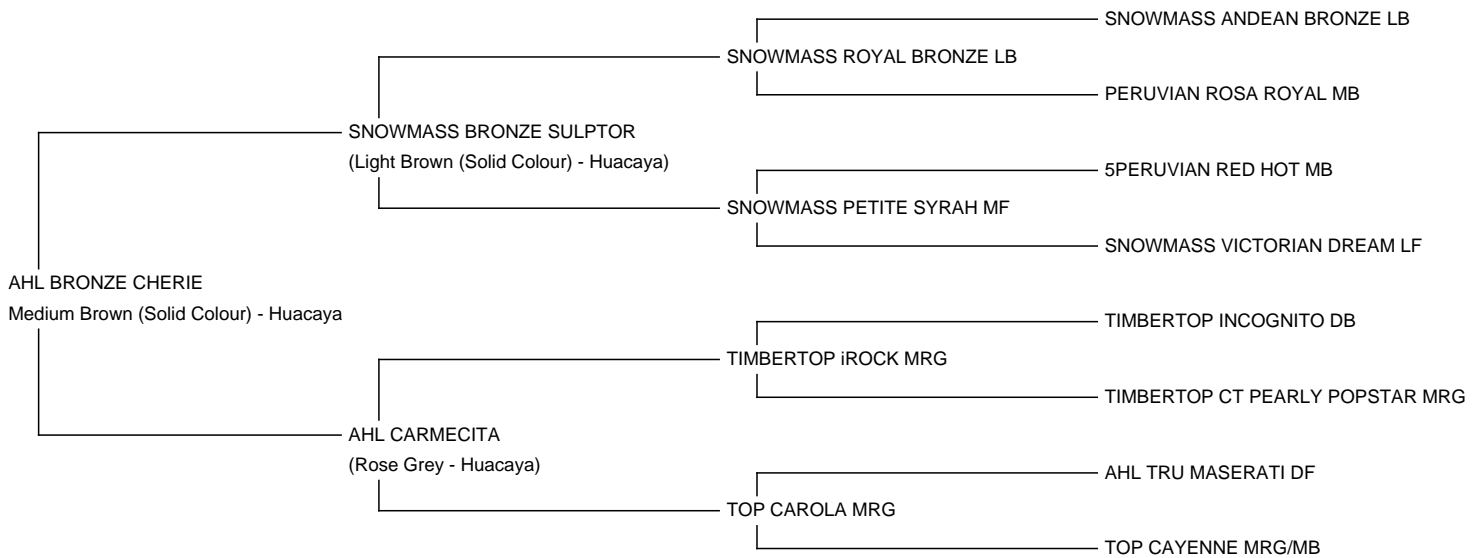 SNOWMASS ANDEAN BRONZE LB
SNOWMASS ROYAL BRONZE LB
PERUVIAN ROSA ROYAL MB
SNOWMASS BRONZE SULPTOR
(Light Brown (Solid Colour) - Huacaya)
5PERUVIAN RED HOT MB
SNOWMASS PETITE SYRAH MF
SNOWMASS VICTORIAN DREAM LF
AHL BRONZE CHERIE
Medium Brown (Solid Colour) - Huacaya
TIMBERTOP INCOGNITO DB
TIMBERTOP iROCK MRG
TIMBERTOP CT PEARLY POPSTAR MRG
AHL CARMECITA
(Rose Grey - Huacaya)
AHL TRU MASERATI DF
TOP CAROLA MRG
TOP CAYENNE MRG/MB